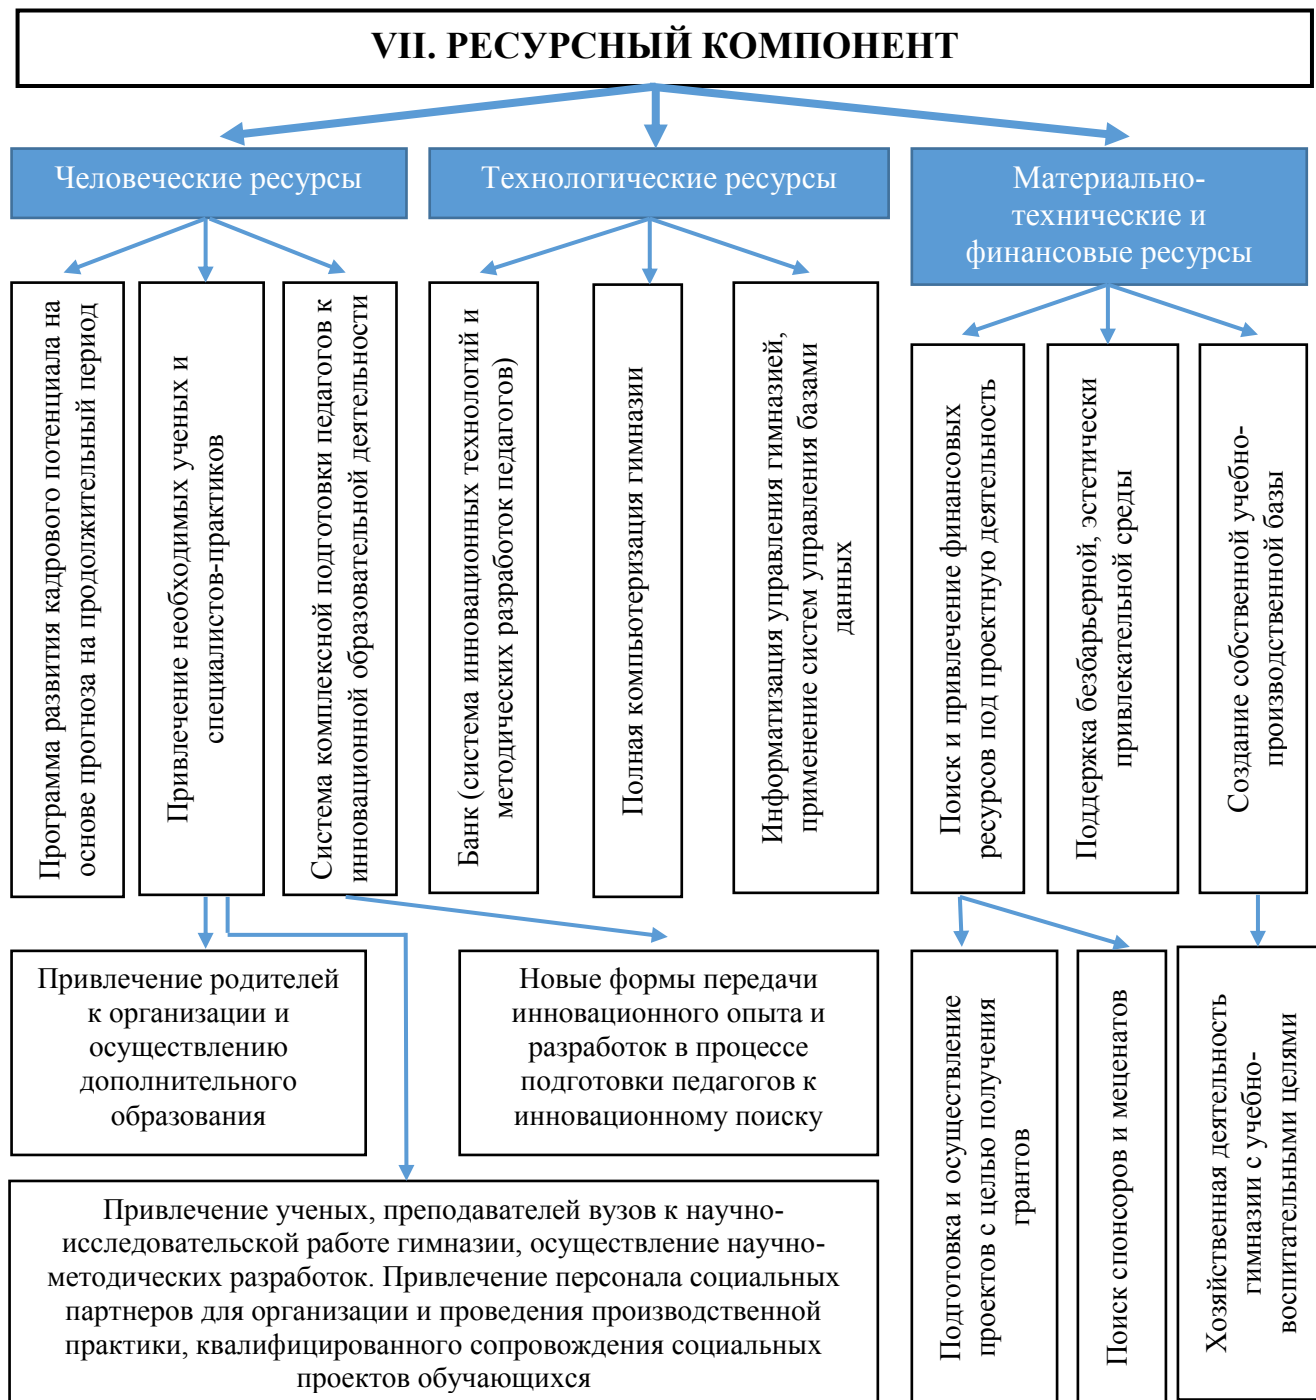 VII. РЕСУРСНЫЙ КОМПОНЕНТ
Человеческие ресурсы
Технологические ресурсы
Материально-
технические и
финансовые ресурсы
Программа развития кадрового потенциала на
основе прогноза на продолжительный период
Привлечение необходимых ученых и
специалистов-практиков
Система комплексной подготовки педагогов к
инновационной образовательной деятельности
Банк (система инновационных технологий и
методических разработок педагогов)
Полная компьютеризация гимназии
Информатизация управления гимназией,
применение систем управления базами
данных
Поиск и привлечение финансовых
ресурсов под проектную деятельность
Поддержка безбарьерной, эстетически
привлекательной среды
Создание собственной учебно-
производственной базы
Привлечение родителей
к организации и
осуществлению
дополнительного
образования
Новые формы передачи
инновационного опыта и
разработок в процессе
подготовки педагогов к
инновационному поиску
Подготовка и осуществление
проектов с целью получения
грантов
Поиск спонсоров и меценатов
Хозяйственная деятельность
гимназии с учебно-
воспитательными целями
Привлечение ученых, преподавателей вузов к научно-
исследовательской работе гимназии, осуществление научно-
методических разработок. Привлечение персонала социальных
партнеров для организации и проведения производственной
практики, квалифицированного сопровождения социальных
проектов обучающихся